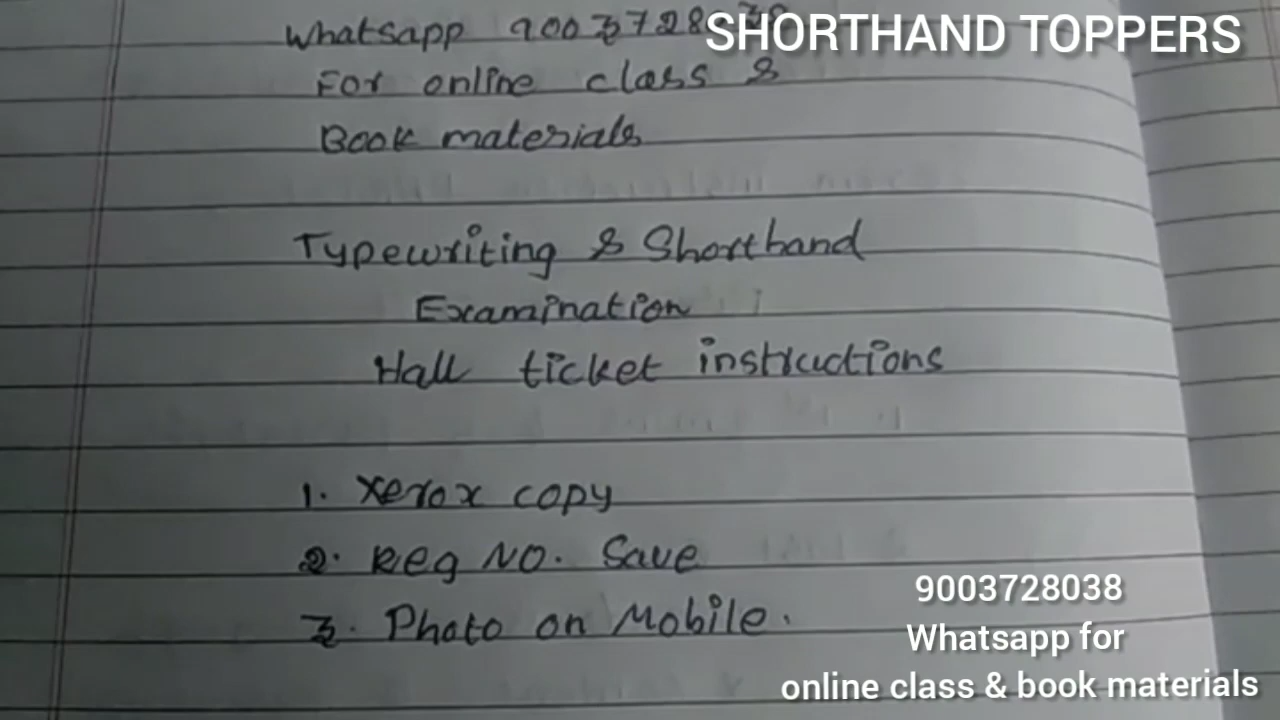 SHORTHAND TOPPERS
Whatsapp 9003728038
For online class &
Book materials
Typewriting & Shorthand
Examination
Hall ticket instructions
1. Xerox copy
2. Reg NO. Save
3. Photo on Mobile.
9003728038
Whatsapp for
online class & book materials